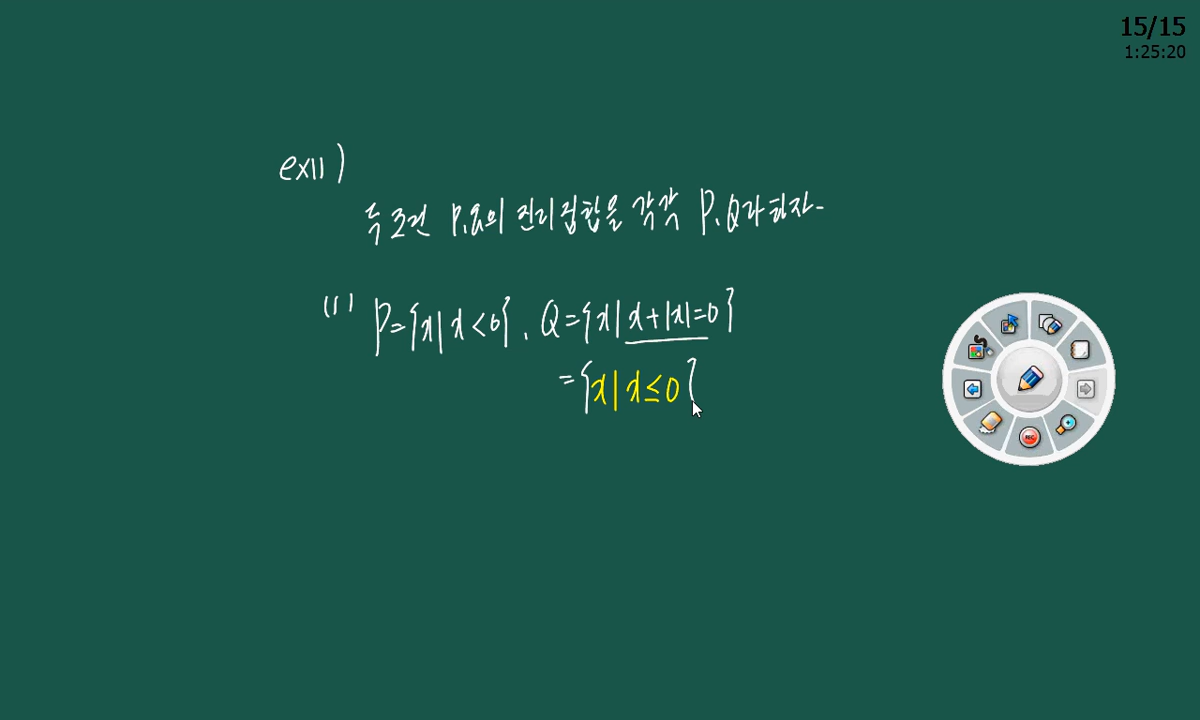 15/15
1:25:20
ex11)
두 조건 p, q의 진리집합을 각각 P, Q라 하자.
(1) P={x|x<0}, Q={x|x+|x|=0}
={x|x≤0}
REC